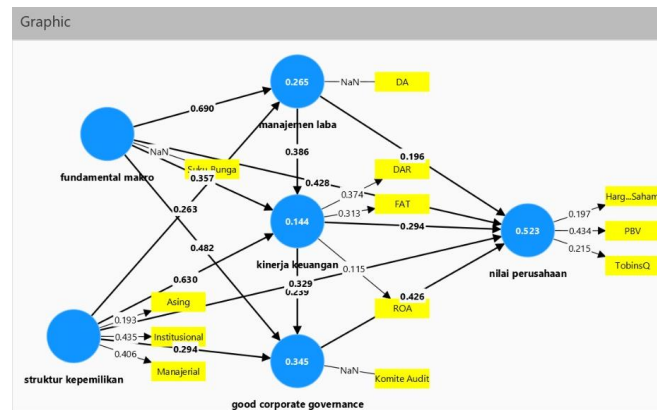 Graphic
0.265
NaN
DA
0.690
manajemen laba
0.196
NaN
Suku Bunga
0.386
fundamental makro
0.357
0.428
0.374
DAR
0.263
0.313
FAT
0.197
Harg...Saham
0.144
0.294
0.523
0.434
PBV
0.482
kinerja keuangan
0.115
nilai perusahaan
0.215
TobinsQ
0.630
0.329
0.239
0.426
ROA
0.193
Asing
0.435
Institusional
0.294
0.345
0.406
Manajerial
NaN
Komite Audit
struktur kepemilikan
good corporate governance